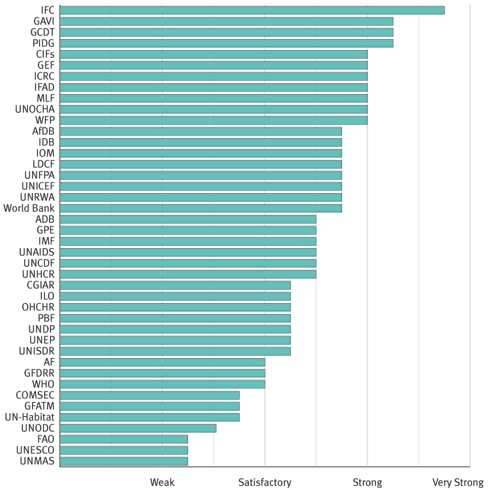 IFC
GAVI
GCDT
PIDG
CIFs
GEF
ICRC
IFAD
MLF
UNOCHA
WFP
AfDB
IDB
IOM
LDCF
UNFPA
UNICEF
UNRWA
World Bank
ADB
GPE
IMF
UNAIDS
UNCDF
UNHCR
CGIAR
ILO
OHCHR
PBF
UNDP
UNEP
UNISDR
AF
GFDRR
WHO
COMSEC
GFATM
UN-Habitat
UNODC
FAO
UNESCO
UNMAS
Weak Satisfactory Strong Very Strong